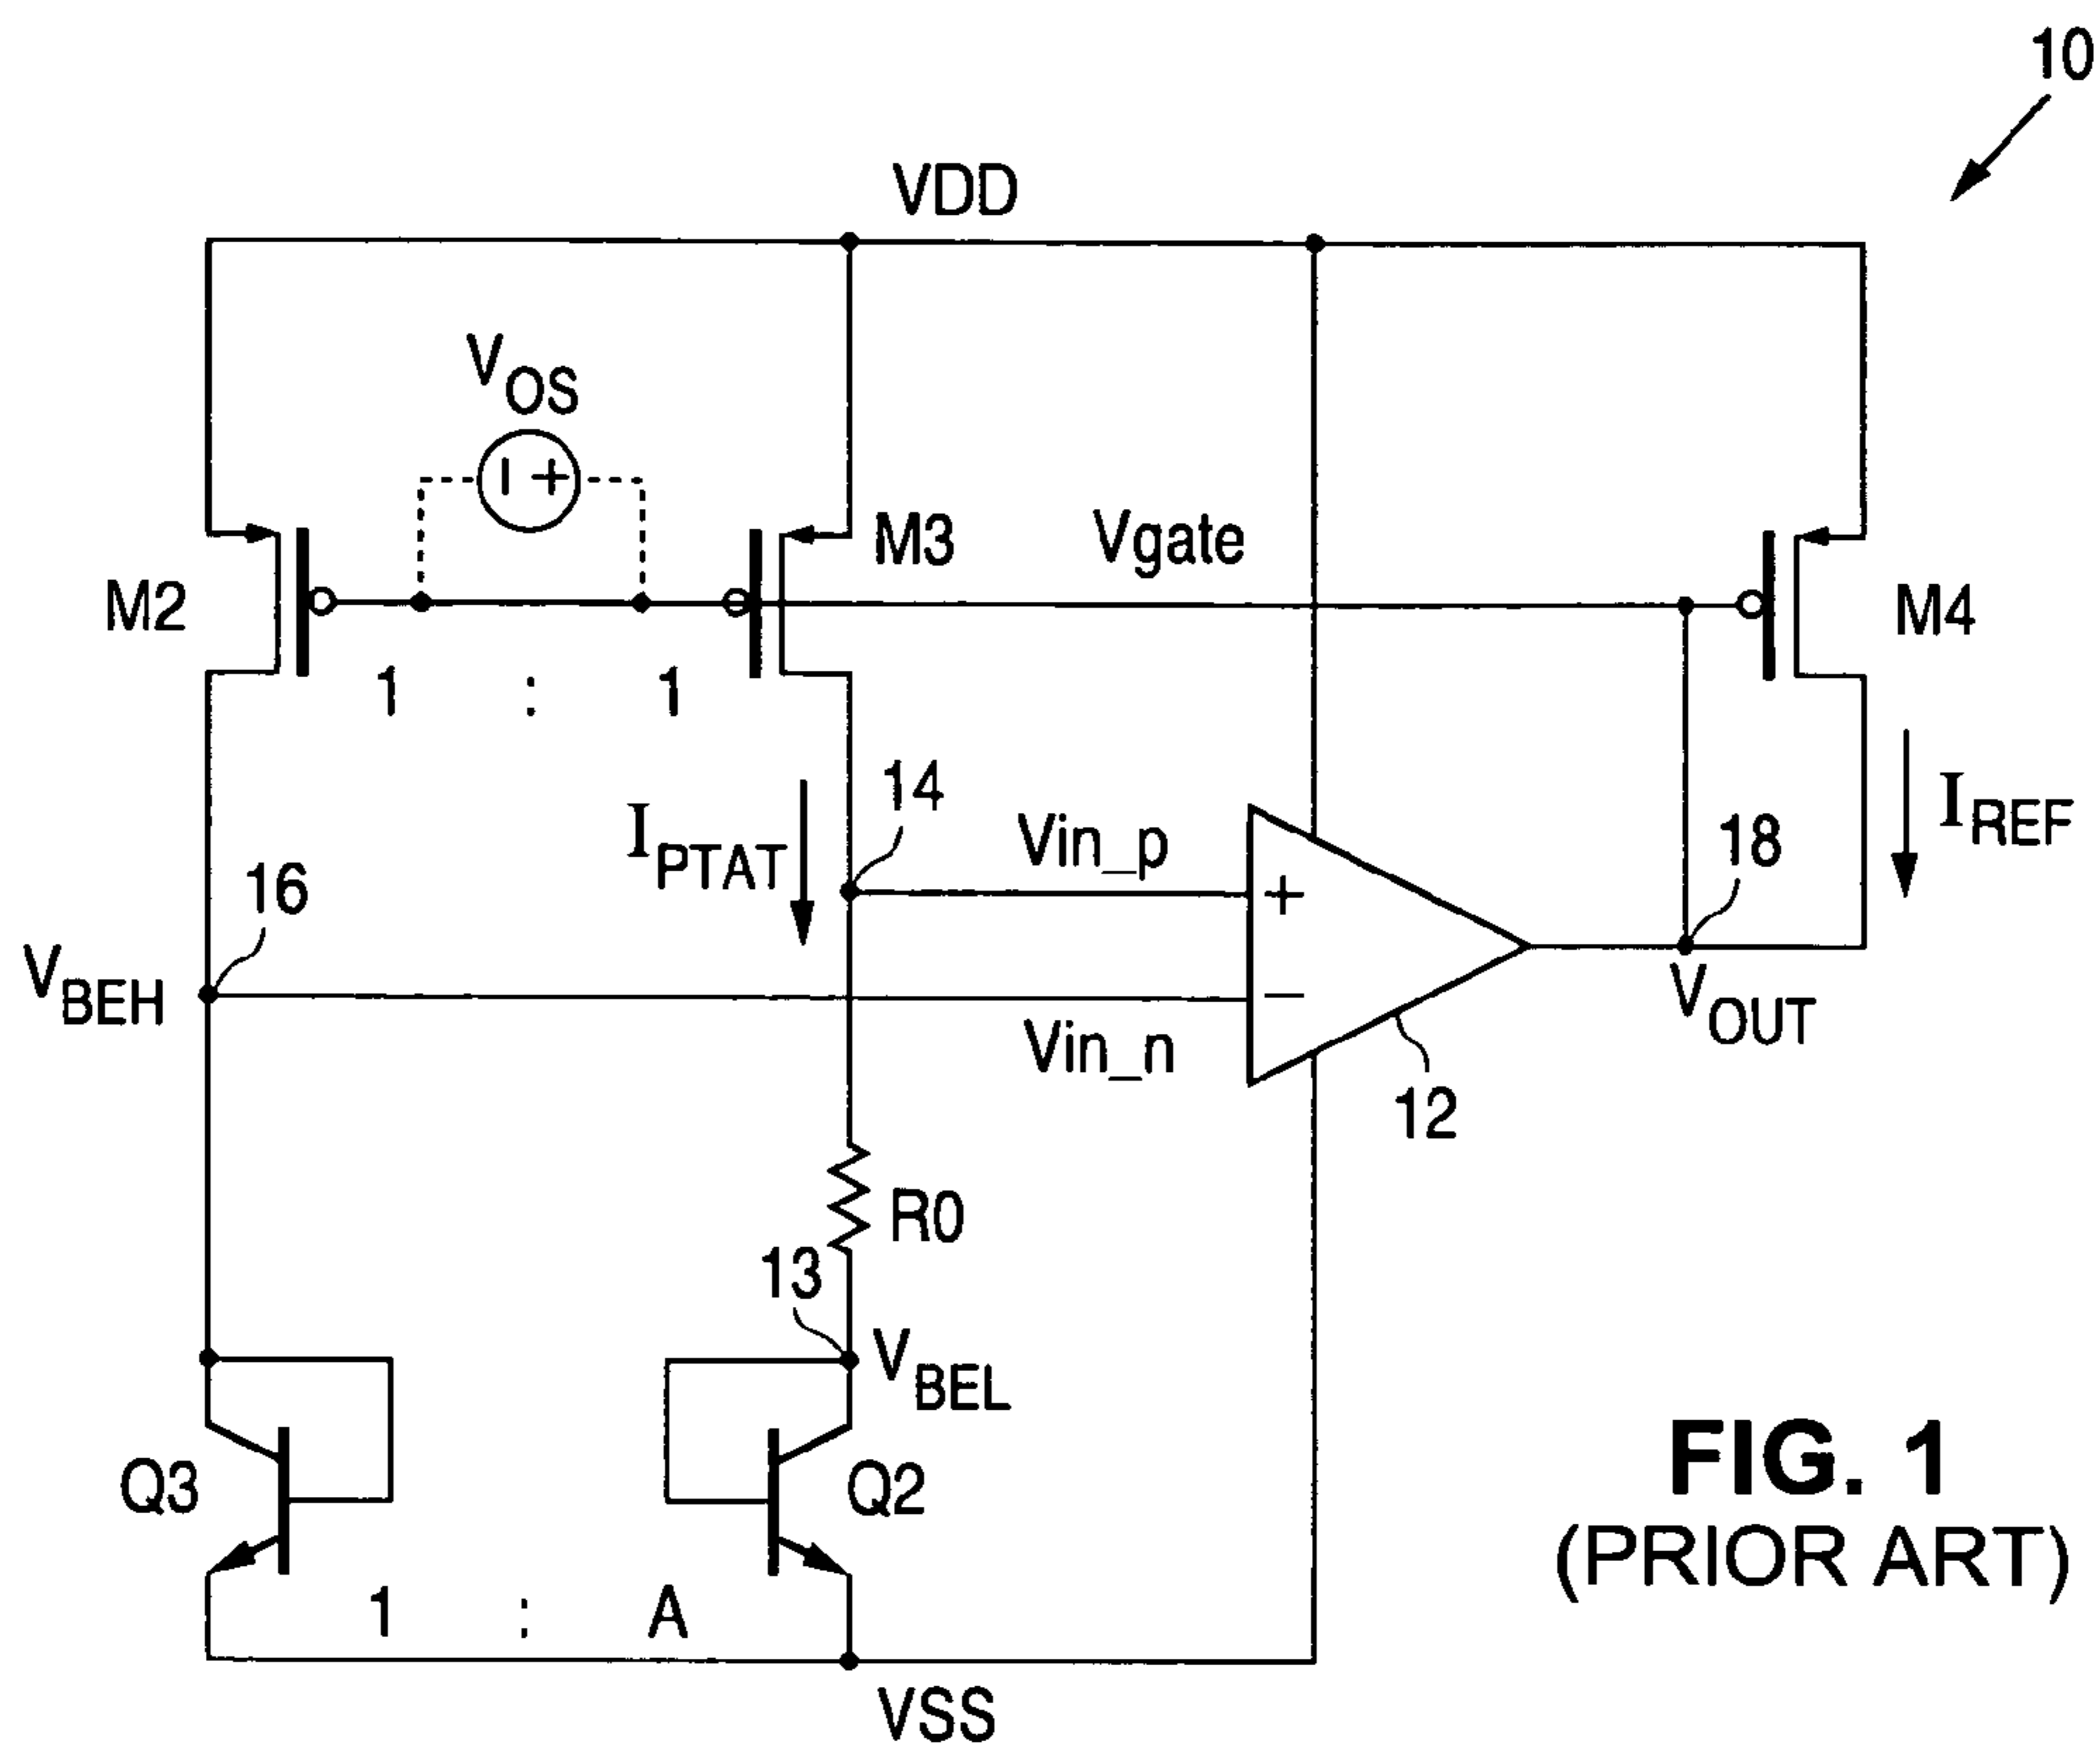 10
VDD
VOS
− +
M2
M3
Vgate
M4
1 : 1
IPTAT
14
Vin_p
+
IREF
18
16
VBEH
−
Vin_n
VOUT
12
R0
13
VBEL
Q3
Q2
1 : A
VSS
FIG. 1
(PRIOR ART)